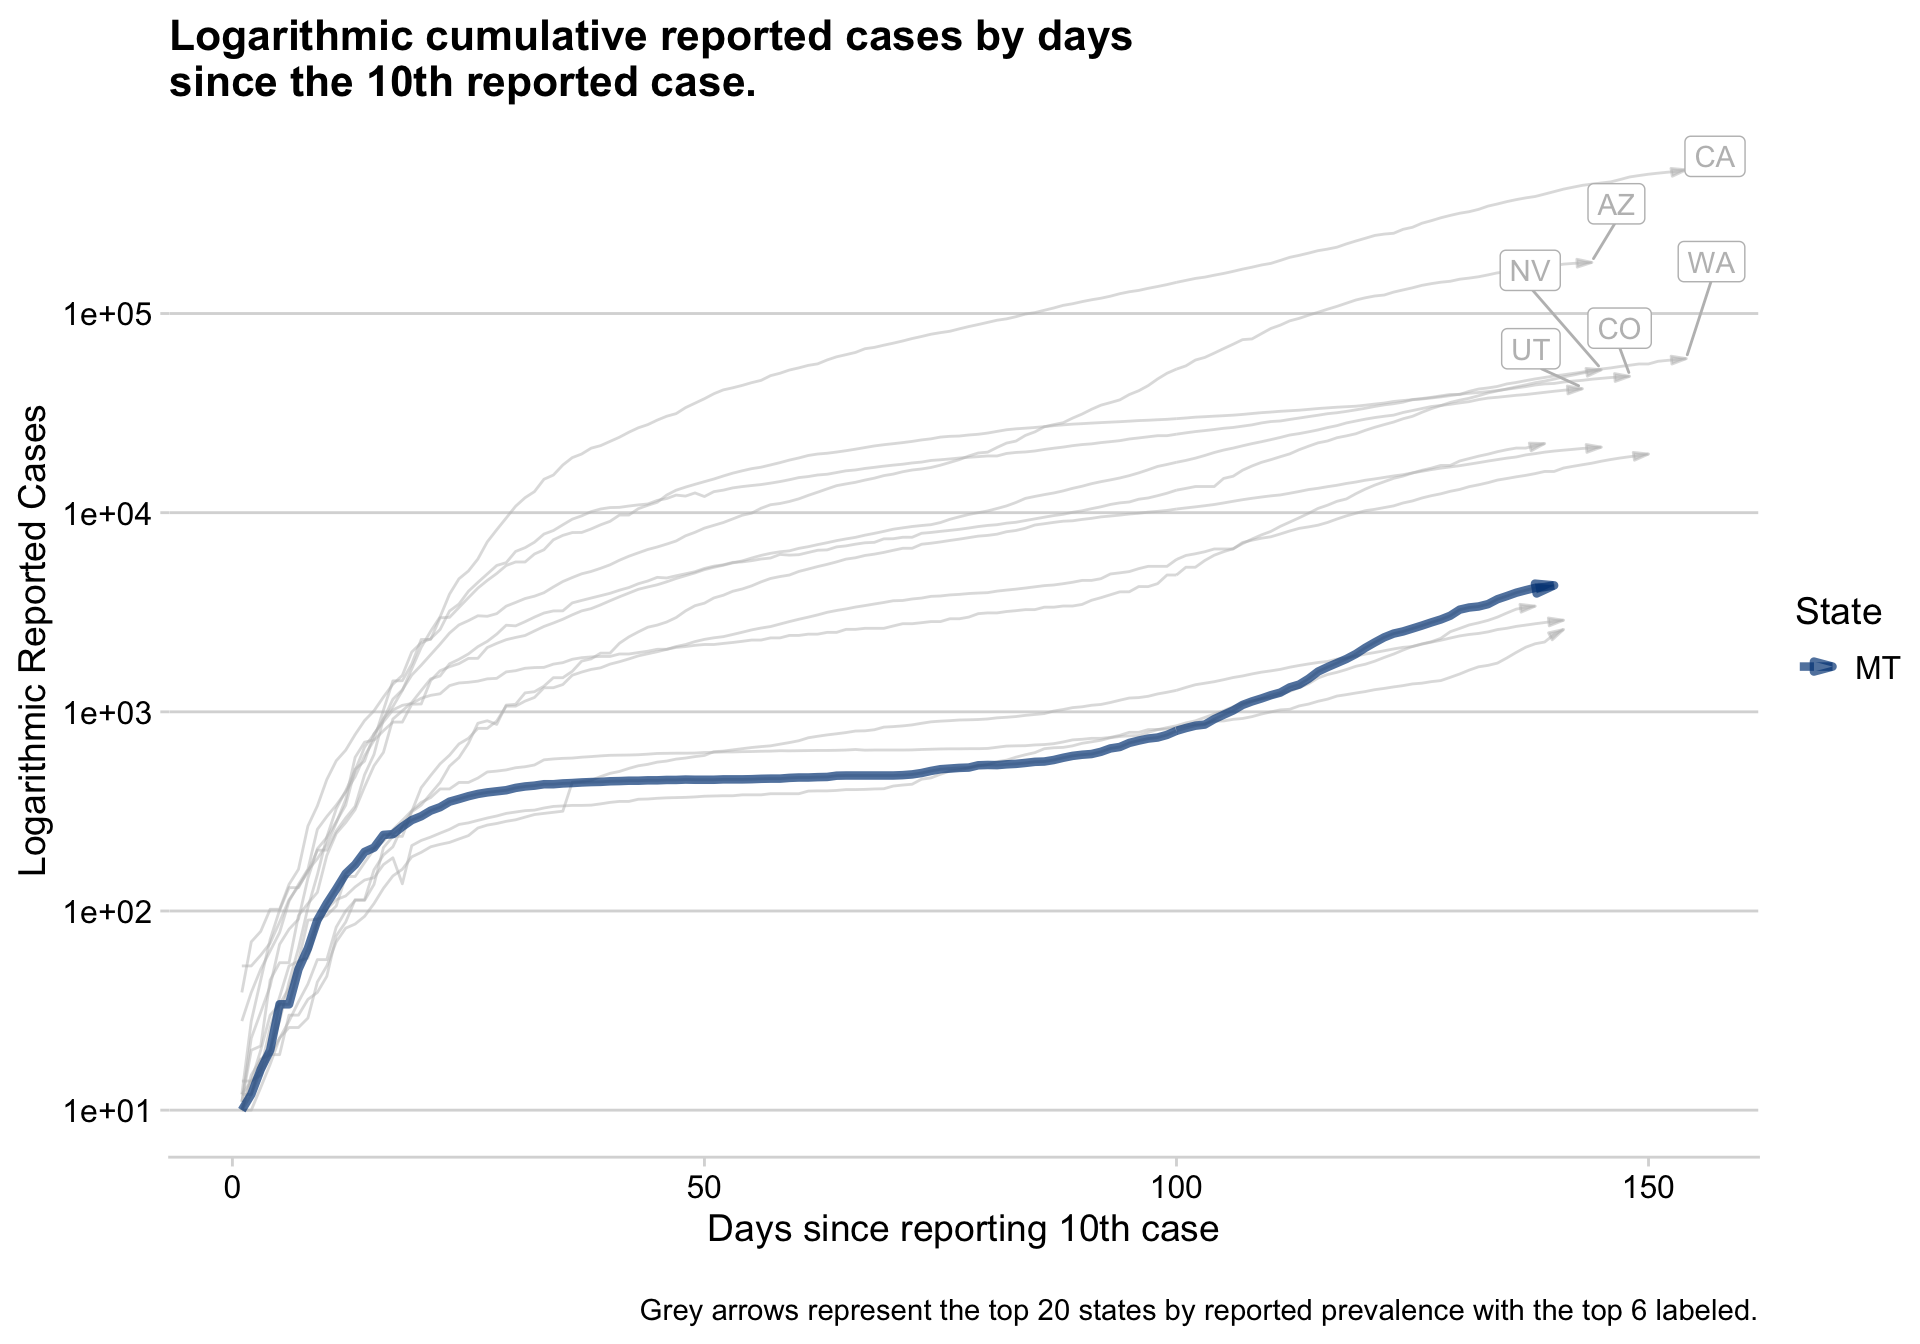 Logarithmic cumulative reported cases by days
since the 10th reported case.
CA
AZ
WA
NV
CO
UT
1e+05
1e+04
1e+03
1e+02
1e+01
Logarithmic Reported Cases
State
MT
0
50
100
150
Days since reporting 10th case
Grey arrows represent the top 20 states by reported prevalence with the top 6 labeled.